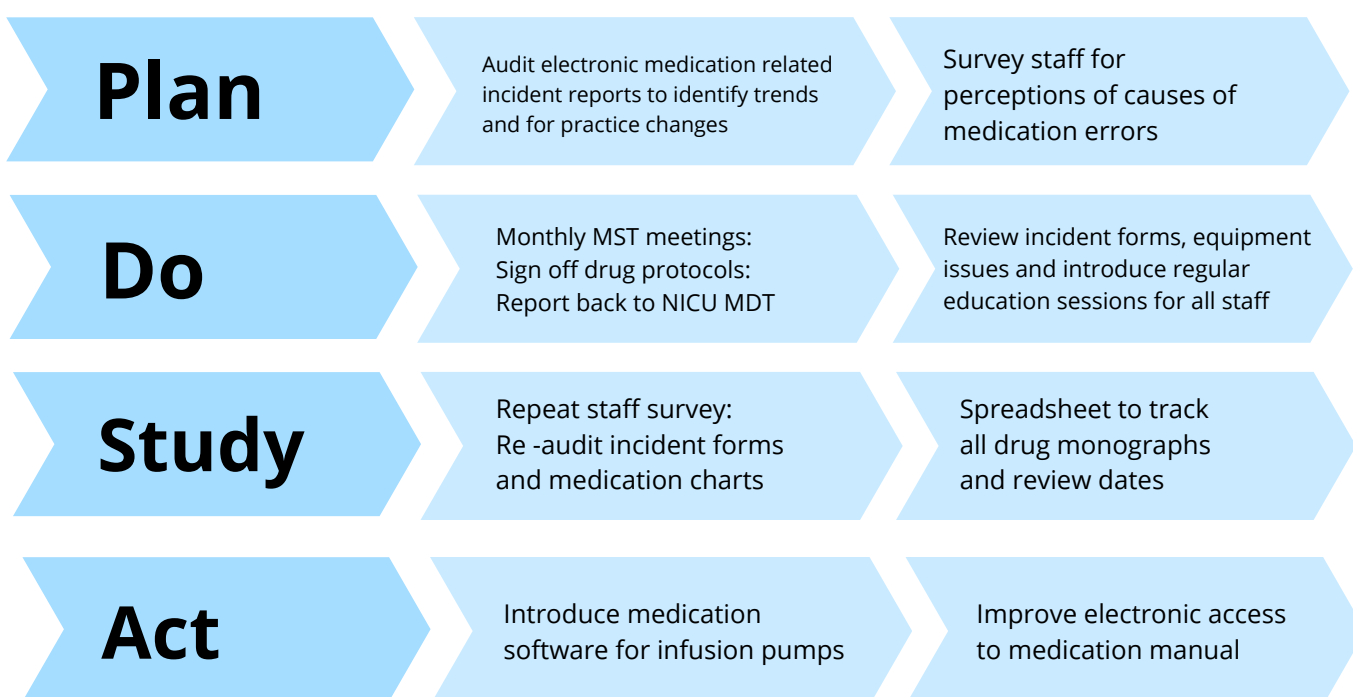 Plan
Audit electronic medication related
incident reports to identify trends
and for practice changes
Survey staff for
perceptions of causes of
medication errors
Do
Monthly MST meetings:
Sign off drug protocols:
Report back to NICU MDT
Review incident forms, equipment
issues and introduce regular
education sessions for all staff
Study
Repeat staff survey:
Re -audit incident forms
and medication charts
Spreadsheet to track
all drug monographs
and review dates
Act
Introduce medication
software for infusion pumps
Improve electronic access
to medication manual